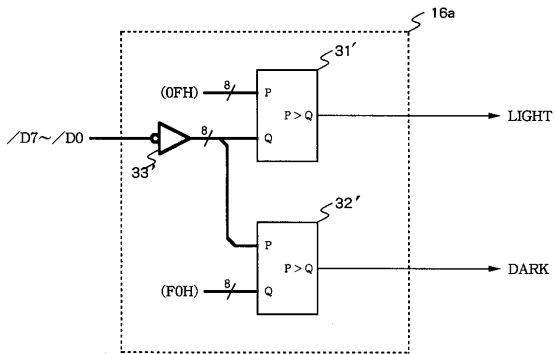 16a
31′
(0FH)
8
P
P > Q
LIGHT
/D7~/D0
8
Q
33′
32′
P
P > Q
DARK
(F0H)
8
Q